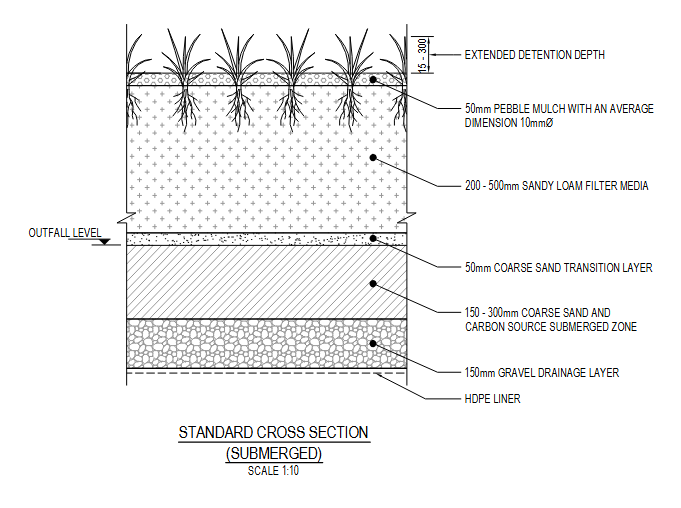 15 - 300
EXTENDED DETENTION DEPTH
50mm PEBBLE MULCH WITH AN AVERAGE
DIMENSION 10mmØ
200 - 500mm SANDY LOAM FILTER MEDIA
OUTFALL LEVEL
50mm COARSE SAND TRANSITION LAYER
150 - 300mm COARSE SAND AND
CARBON SOURCE SUBMERGED ZONE
150mm GRAVEL DRAINAGE LAYER
HDPE LINER
STANDARD CROSS SECTION
(SUBMERGED)
SCALE 1:10